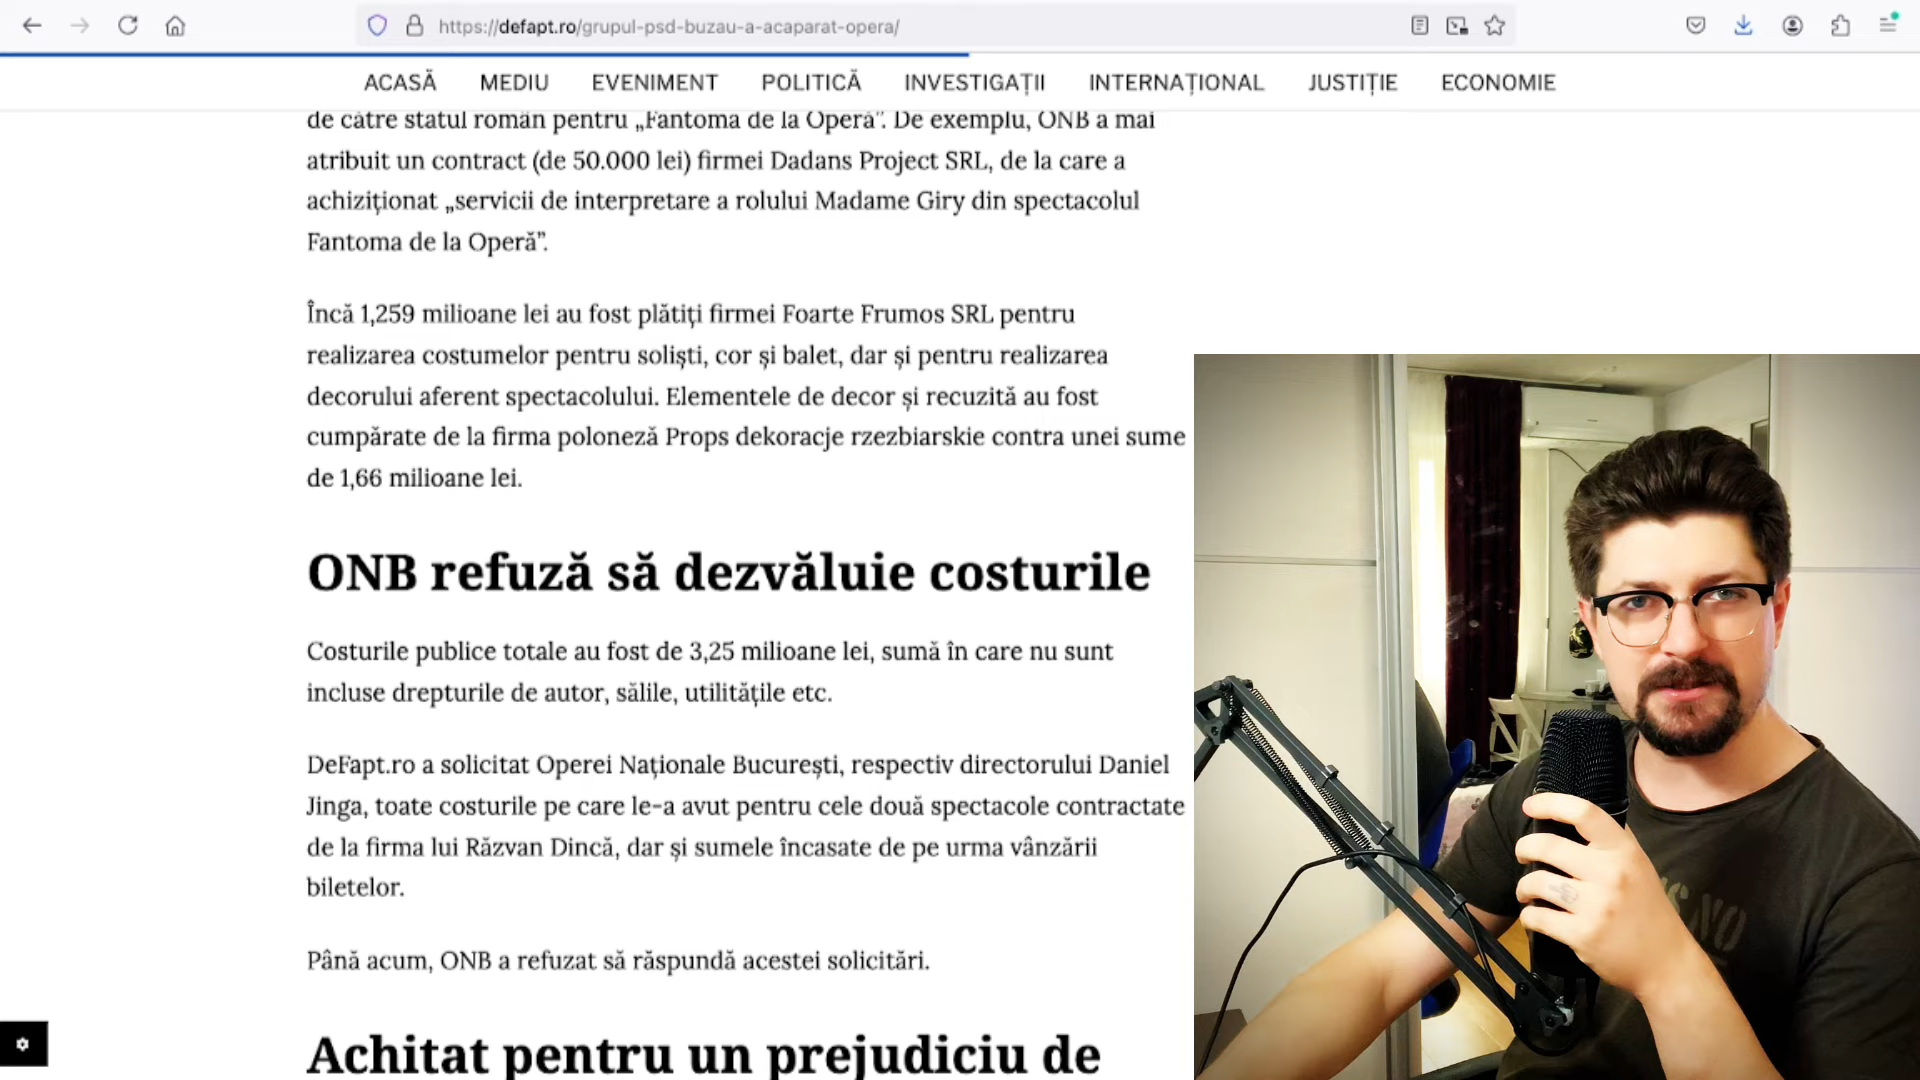 https://defapt.ro/grupul-psd-buzau-a-acaparat-opera/
ACASĂ MEDIU EVENIMENT POLITICĂ INVESTIGAȚII INTERNAȚIONAL JUSTIȚIE ECONOMIE
de către statul român pentru „Fantoma de la Operă”. De exemplu, ONB a mai
atribuit un contract (de 50.000 lei) firmei Dadans Project SRL, de la care a
achiziționat „servicii de interpretare a rolului Madame Giry din spectacolul
Fantoma de la Operă”.
Încă 1,259 milioane lei au fost plătiți firmei Foarte Frumos SRL pentru
realizarea costumelor pentru soliști, cor și balet, dar și pentru realizarea
decorului aferent spectacolului. Elementele de decor și recuzită au fost
cumpărate de la firma poloneză Props dekoracje rzezbiarskie contra unei sume
de 1,66 milioane lei.
ONB refuză să dezvăluie costurile
Costurile publice totale au fost de 3,25 milioane lei, sumă în care nu sunt
incluse drepturile de autor, sălile, utilitățile etc.
DeFapt.ro a solicitat Operei Naționale București, respectiv directorului Daniel
Jinga, toate costurile pe care le-a avut pentru cele două spectacole contractate
de la firma lui Răzvan Dincă, dar și sumele încasate de pe urma vânzării
biletelor.
Până acum, ONB a refuzat să răspundă acestei solicitări.
Achitat pentru un prejudiciu de